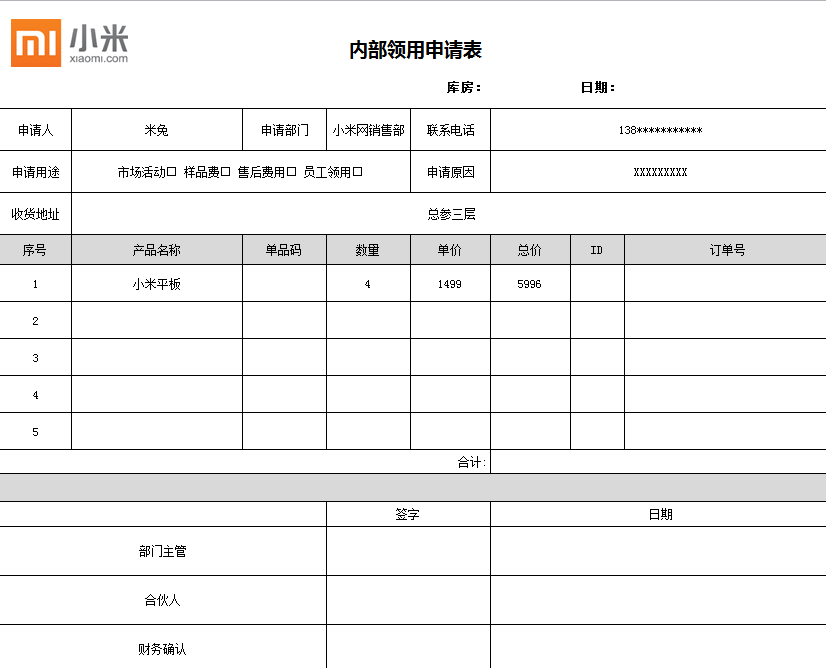 小米
xiaomi.com
内部领用申请表
库房： 日期：
申请人 米兔 申请部门 小米网销售部 联系电话 138***********
申请用途 市场活动□ 样品费□ 售后费用□ 员工领用□ 申请原因 XXXXXXXXX
收货地址 总参三层
序号 产品名称 单品码 数量 单价 总价 ID 订单号
1 小米平板 4 1499 5996
2
3
4
5
合计:
签字 日期
部门主管
合伙人
财务确认